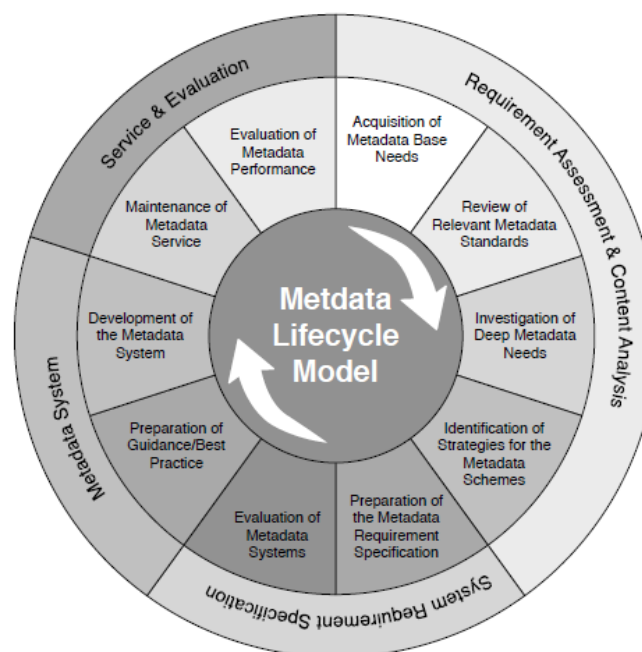 Metdata
Lifecycle
Model
Requirement Assessment & Content Analysis
Acquisition of
Metadata Base
Needs
Review of
Relevant Metadata
Standards
Investigation of
Deep Metadata
Needs
Identification of
Strategies for the
Metadata
Schemes
System Requirement Specification
Preparation of
the Metadata
Requirement
Specification
Evaluation of
Metadata
Systems
Metadata System
Preparation of
Guidance/Best
Practice
Development of
the Metadata
System
Service & Evaluation
Maintenance of
Metadata
Service
Evaluation of
Metadata
Performance